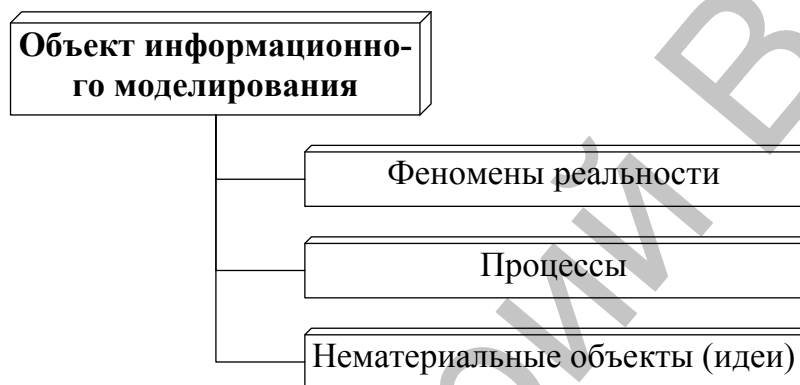 Объект информационно-
го моделирования
Феномены реальности
Процессы
Нематериальные объекты (идеи)